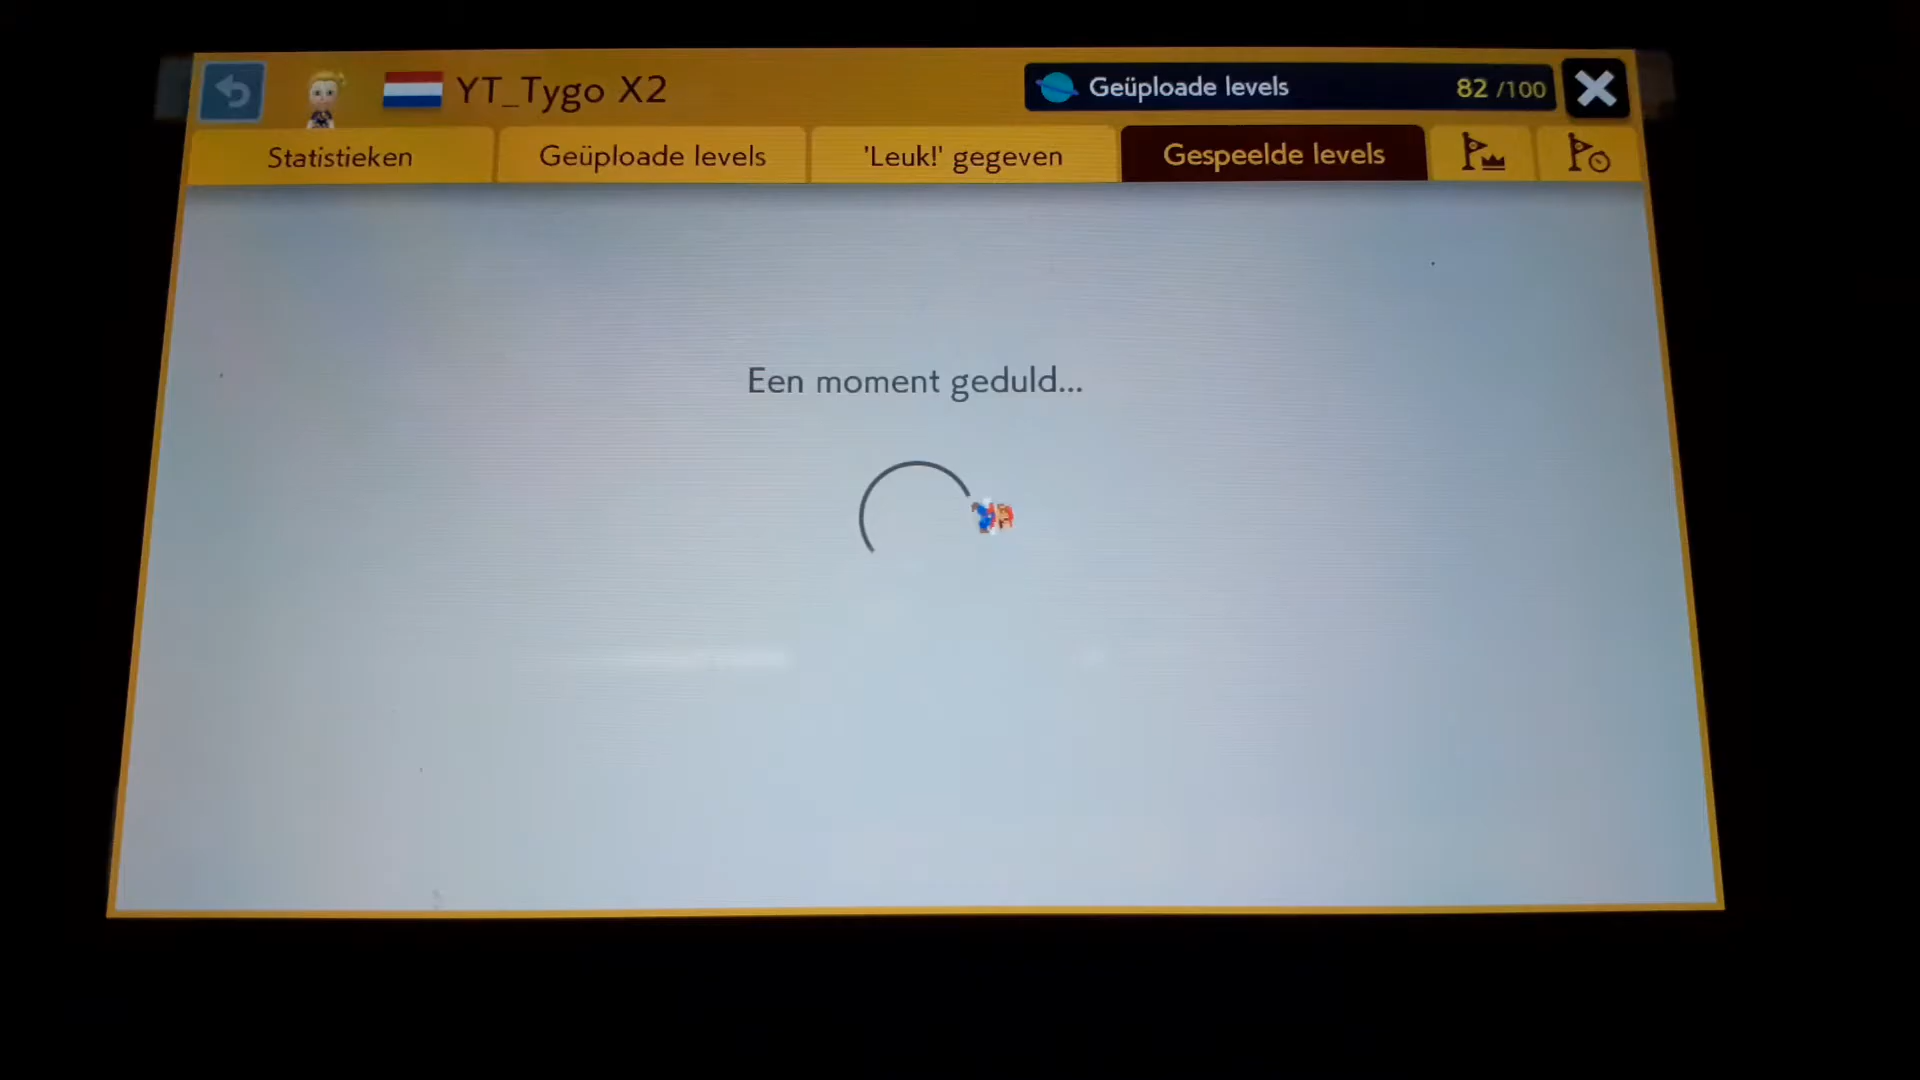 YT_Tygo X2
Geüploade levels 82 /100
Statistieken
Geüploade levels
'Leuk!' gegeven
Gespeelde levels
Een moment geduld...